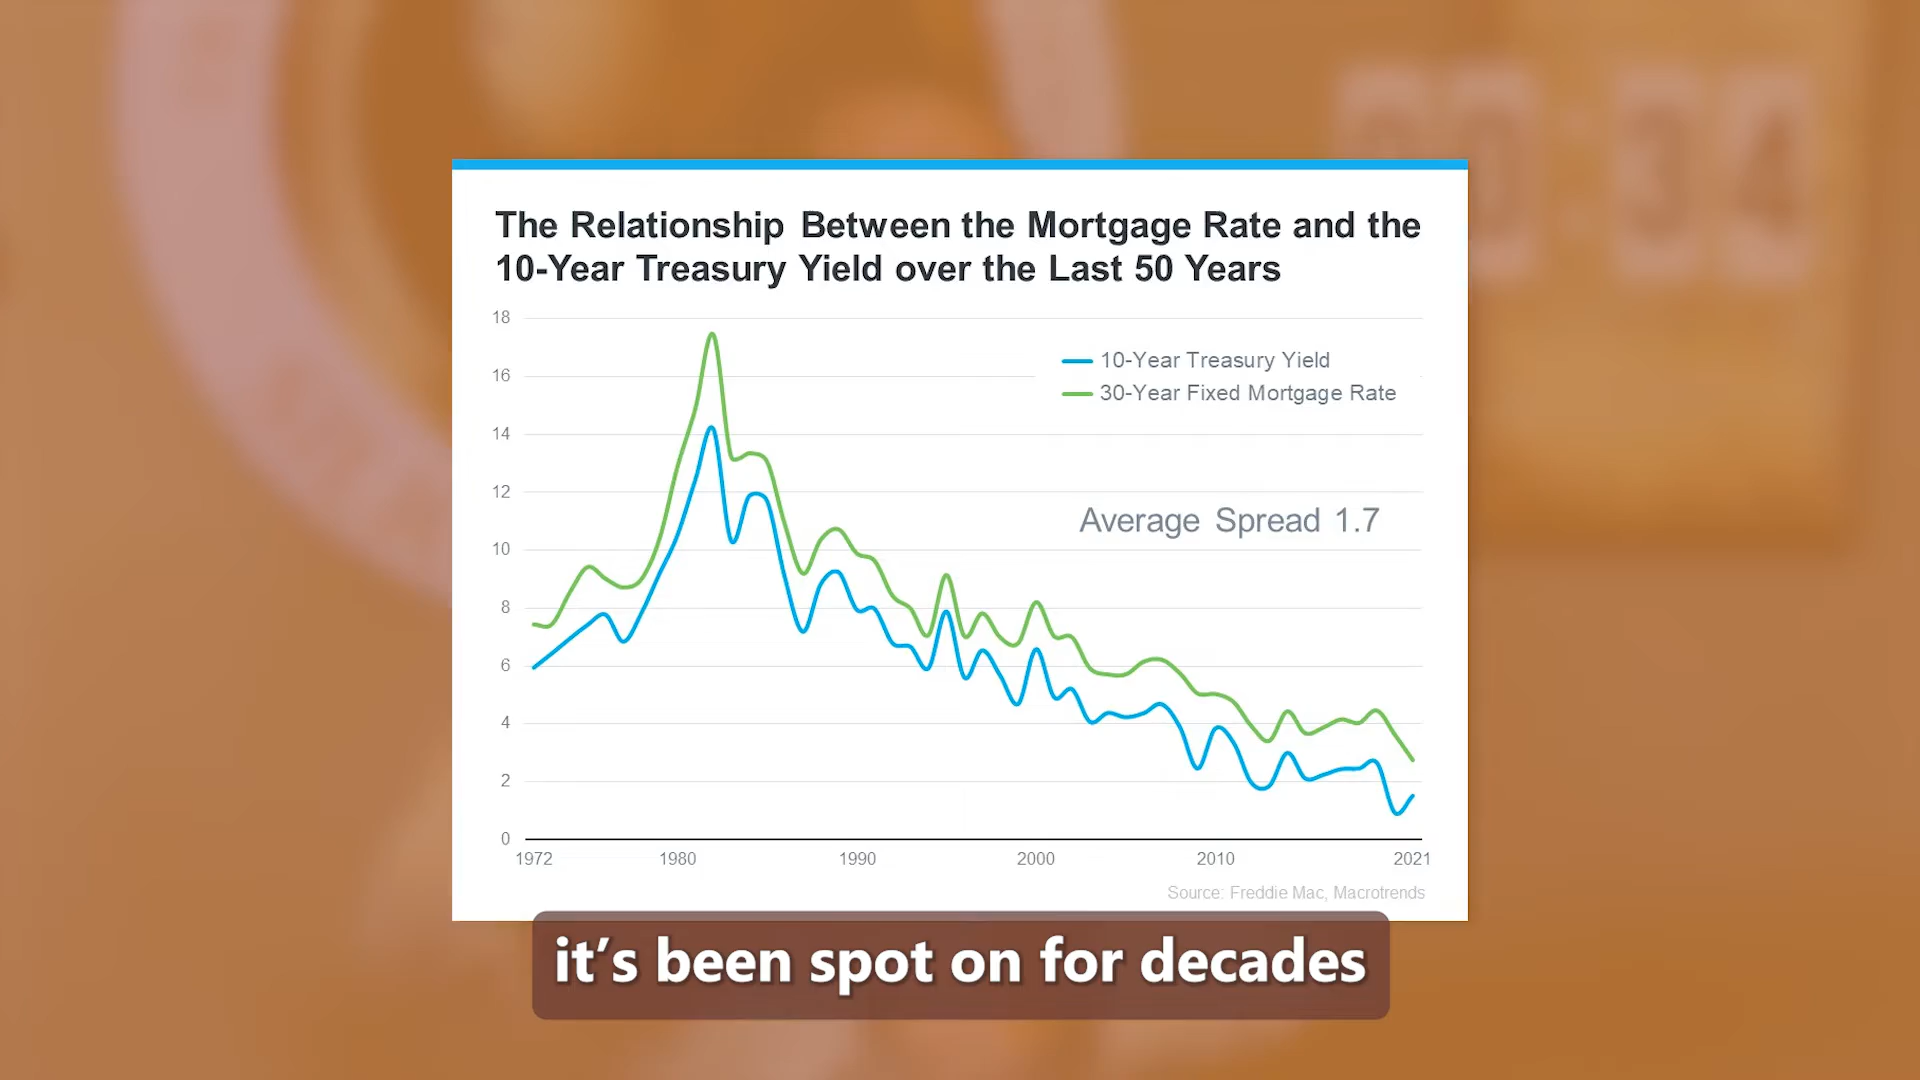 The Relationship Between the Mortgage Rate and the
10-Year Treasury Yield over the Last 50 Years
18
16
14
12
10
8
6
4
2
0
10-Year Treasury Yield
30-Year Fixed Mortgage Rate
Average Spread 1.7
1972 1980 1990 2000 2010 2021
Source: Freddie Mac, Macrotrends
it’s been spot on for decades